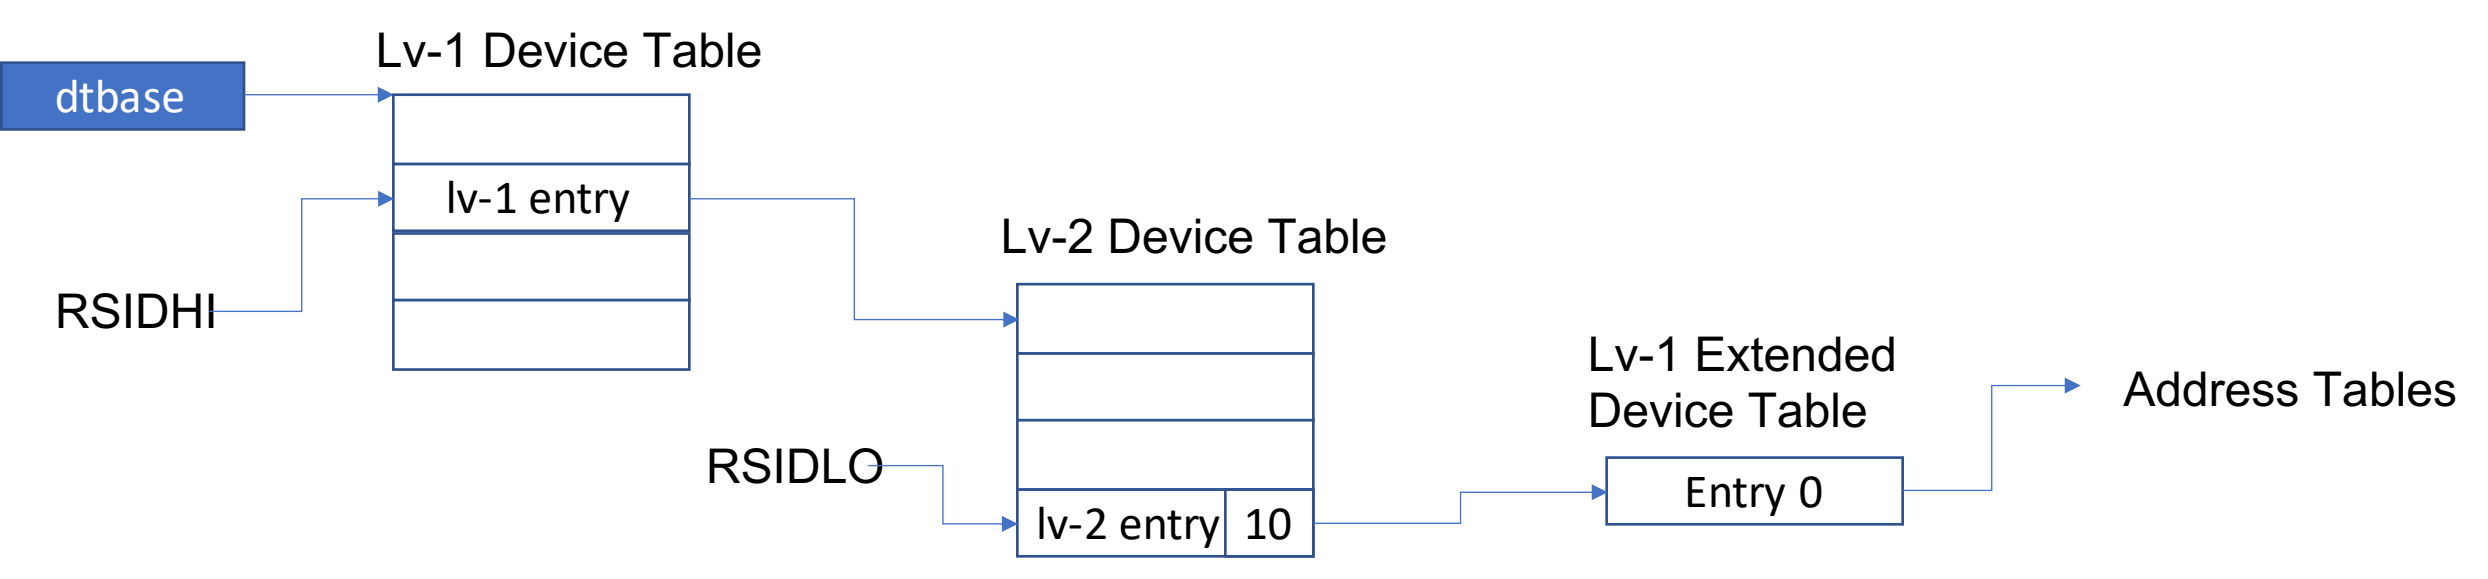 Lv-1 Device Table
dtbase
lv-1 entry
Lv-2 Device Table
RSIDHI
Lv-1 Extended
Device Table
Address Tables
RSIDLO
Entry 0
lv-2 entry 10